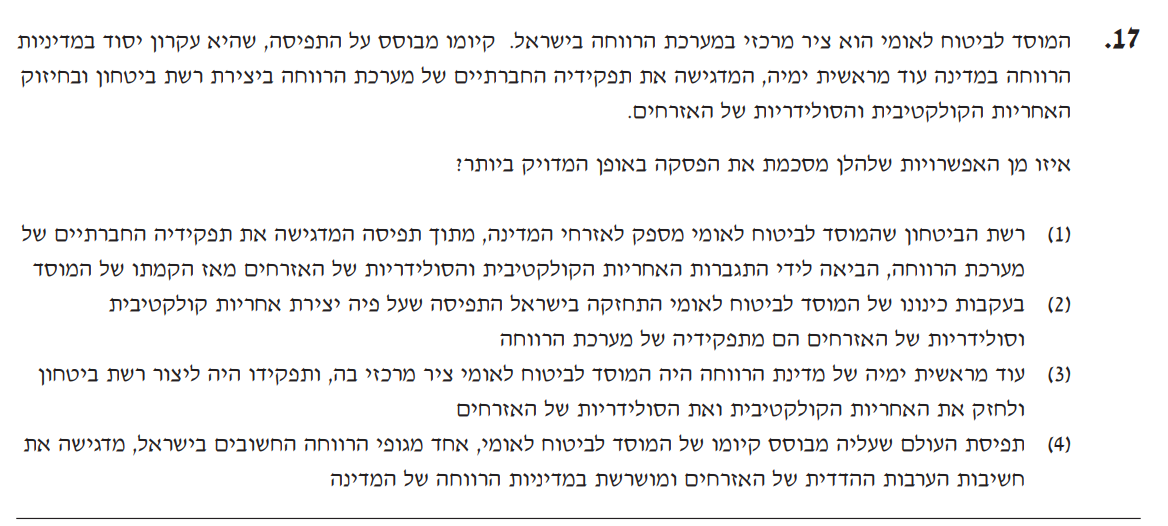 17. המוסד לביטוח לאומי הוא ציר מרכזי במערכת הרווחה בישראל. קיומו מבוסס על התפיסה, שהיא עקרון יסוד במדיניות
הרווחה במדינה עוד מראשית ימיה, המדגישה את תפקידיה החברתיים של מערכת הרווחה ביצירת רשת ביטחון ובחיזוק
האחריות הקולקטיבית והסולידריות של האזרחים.
איזו מן האפשרויות שלהלן מסכמת את הפסקה באופן המדויק ביותר?
(1) רשת הביטחון שהמוסד לביטוח לאומי מספק לאזרחי המדינה, מתוך תפיסה המדגישה את תפקידיה החברתיים של
מערכת הרווחה, הביאה לידי התגברות האחריות הקולקטיבית והסולידריות של האזרחים מאז הקמתו של המוסד
(2) בעקבות כינונו של המוסד לביטוח לאומי התחזקה בישראל התפיסה שעל פיה יצירת אחריות קולקטיבית
וסולידריות של האזרחים הם מתפקידיה של מערכת הרווחה
(3) עוד מראשית ימיה של מדינת הרווחה היה המוסד לביטוח לאומי ציר מרכזי בה, ותפקידו היה ליצור רשת ביטחון
ולחזק את האחריות הקולקטיבית ואת הסולידריות של האזרחים
(4) תפיסת העולם שעליה מבוסס קיומו של המוסד לביטוח לאומי, אחד מגופי הרווחה החשובים בישראל, מדגישה את
חשיבות הערבות ההדדית של האזרחים ומושרשת במדיניות הרווחה של המדינה